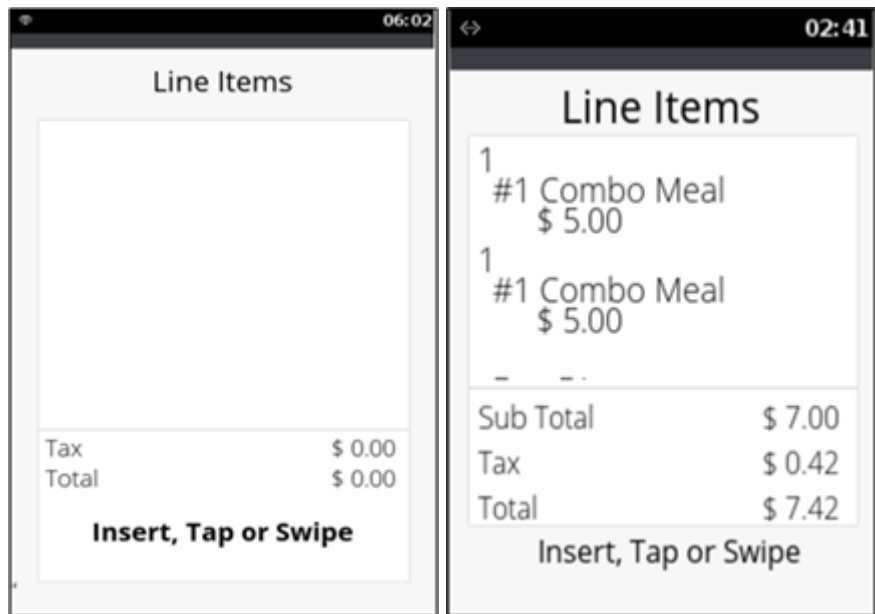 06:02
Line Items
Tax $ 0.00
Total $ 0.00
Insert, Tap or Swipe
02:41
Line Items
1
#1 Combo Meal
$ 5.00
1
#1 Combo Meal
$ 5.00
Sub Total $ 7.00
Tax $ 0.42
Total $ 7.42
Insert, Tap or Swipe